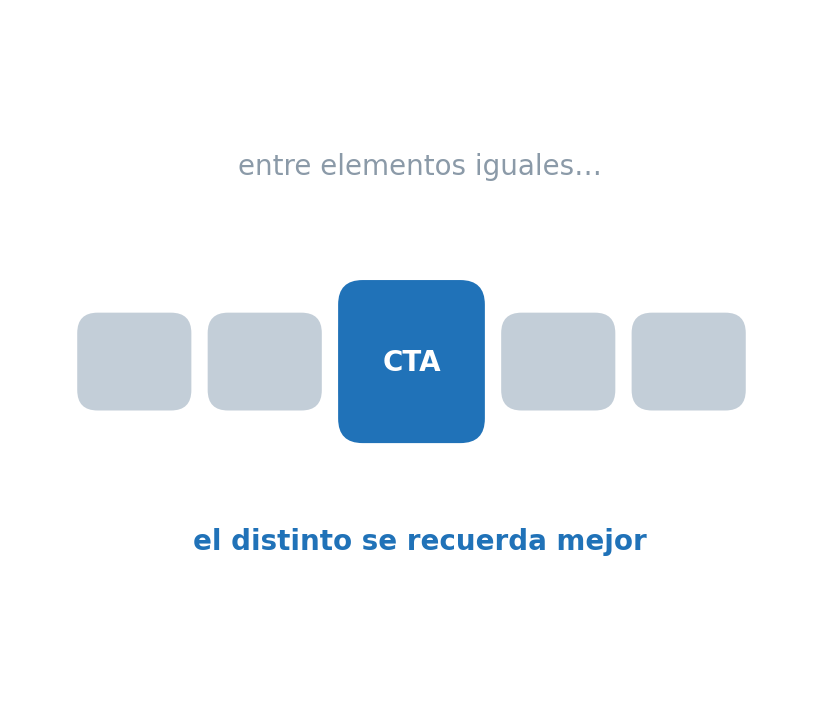 entre elementos iguales...
CTA
el distinto se recuerda mejor